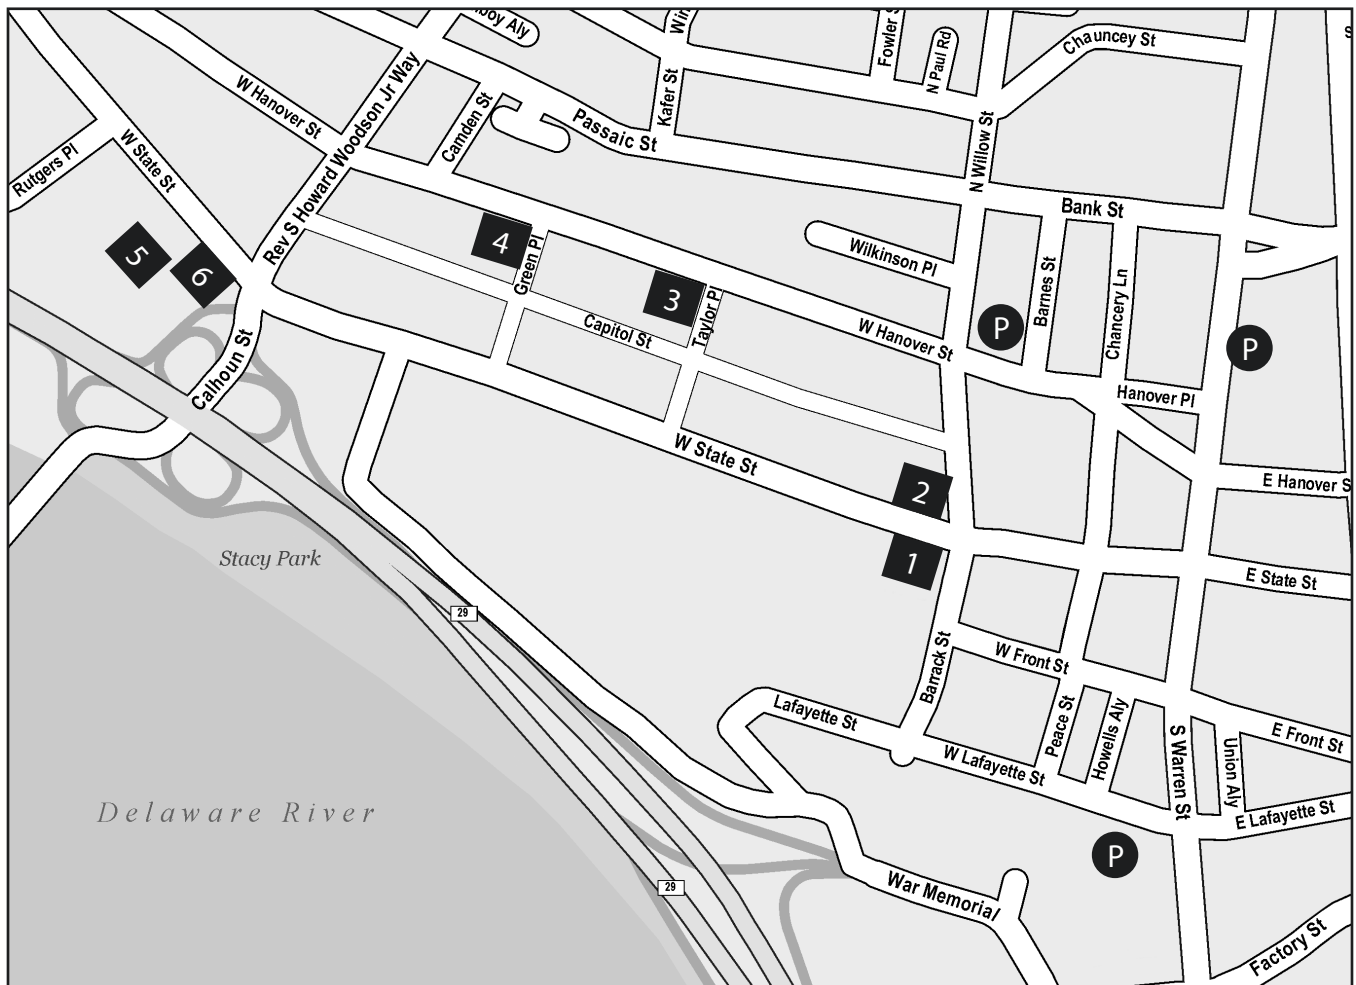 boy Aly
Win
Fowler S
N Paul Rd
Chauncey St
S
W Hanover St
Rev S Howard Woodson Jr Way
Camden St
Kafer St
Passaic St
N Willow St
Rutgers Pl
W State St
Bank St
5
6
4
Green Pl
Wilkinson Pl
3
Taylor Pl
Capitol St
W Hanover St
P
Barnes St
Chancery Ln
P
Calhoun St
Hanover Pl
W State St
E Hanover S
2
1
Stacy Park
E State St
29
W Front St
Barrack St
Lafayette St
Peace St
Howells Aly
S Warren St
Union Aly
E Front St
W Lafayette St
E Lafayette St
Delaware River
P
29
War Memorial
Factory St